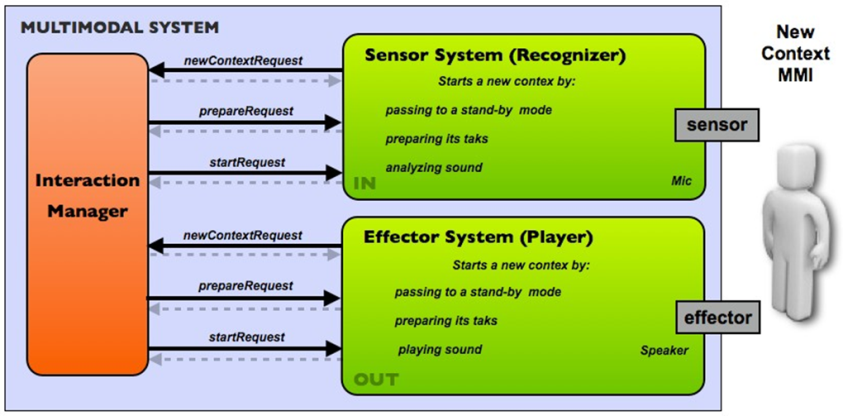 MULTIMODAL SYSTEM
New
Context
MMI
Interaction
Manager
newContextRequest
prepareRequest
startRequest
Sensor System (Recognizer)
Starts a new contex by:
passing to a stand-by mode
preparing its taks
analyzing sound
IN
Mic
sensor
newContextRequest
prepareRequest
startRequest
Effector System (Player)
Starts a new contex by:
passing to a stand-by mode
preparing its taks
playing sound
OUT
Speaker
effector